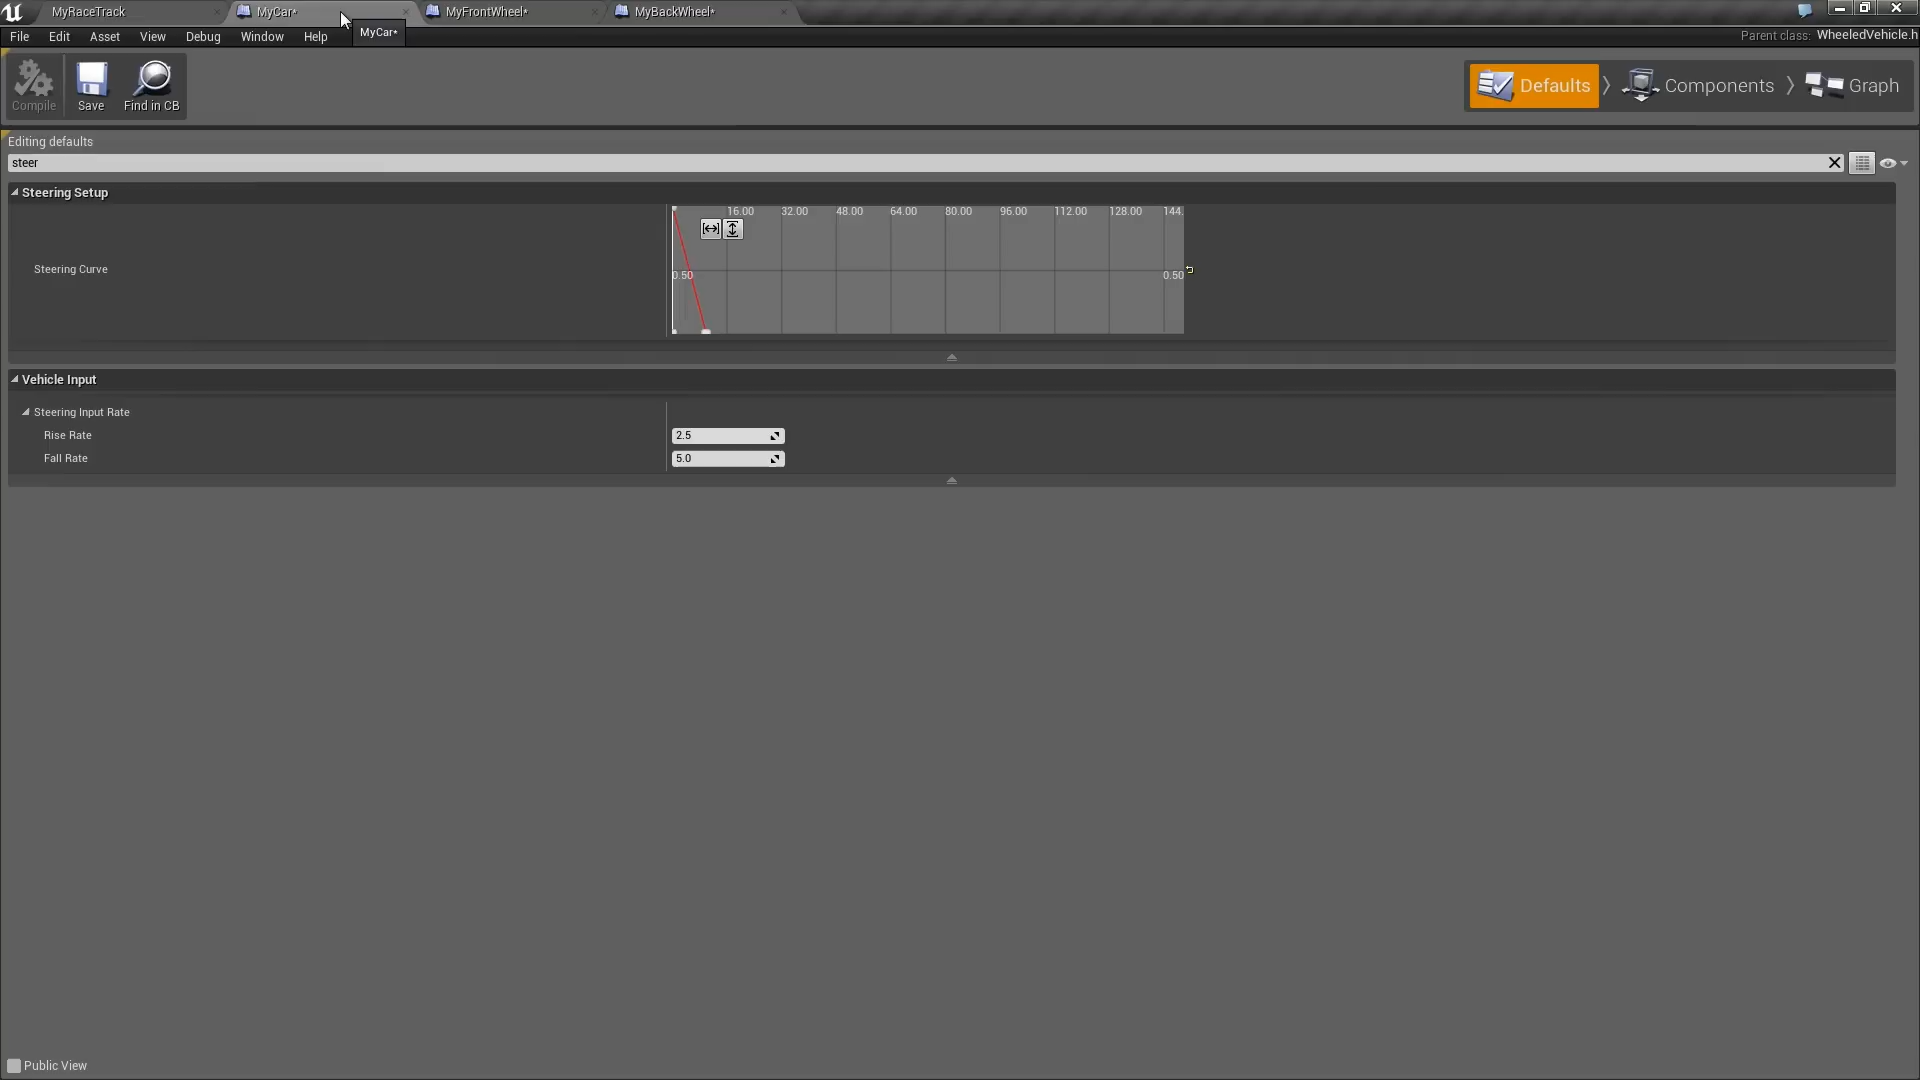 MyRaceTrack
MyCar*
MyFrontWheel*
MyBackWheel*
File Edit Asset View Debug Window Help
MyCar*
Parent class: WheeledVehicle.h
Compile
Save
Find in CB
Defaults
Components
Graph
Editing defaults
steer
Steering Setup
16.00 32.00 48.00 64.00 80.00 96.00 112.00 128.00 144.
Steering Curve
0.50 0.50
Vehicle Input
Steering Input Rate
Rise Rate 2.5
Fall Rate 5.0
Public View